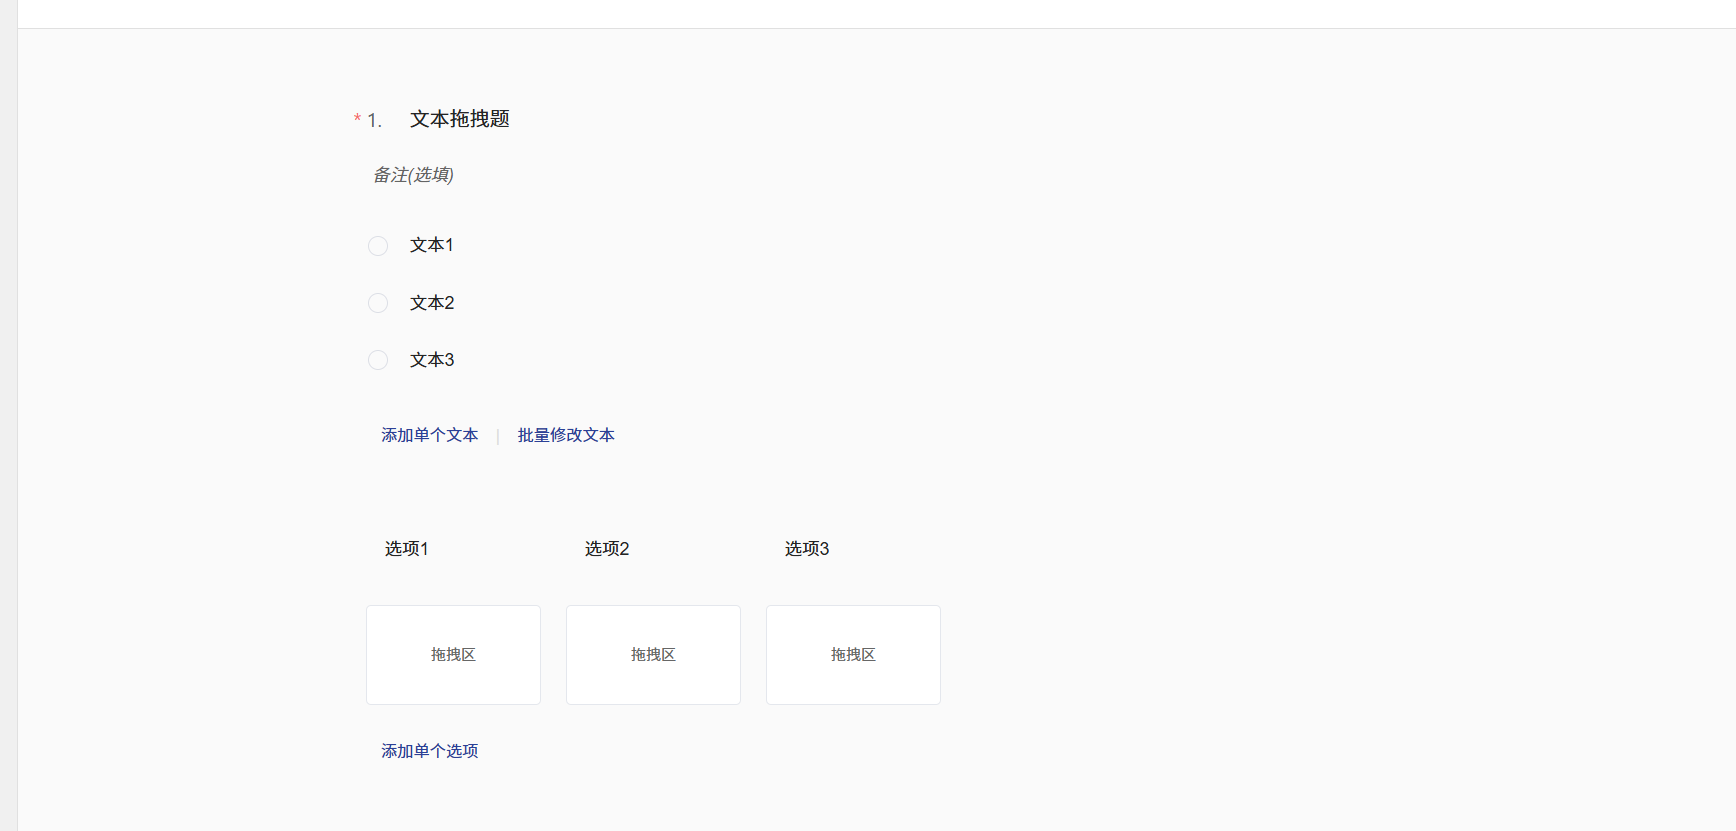 * 1. 文本拖拽题
备注(选填)
文本1
文本2
文本3
添加单个文本 | 批量修改文本
选项1 选项2 选项3
拖拽区 拖拽区 拖拽区
添加单个选项